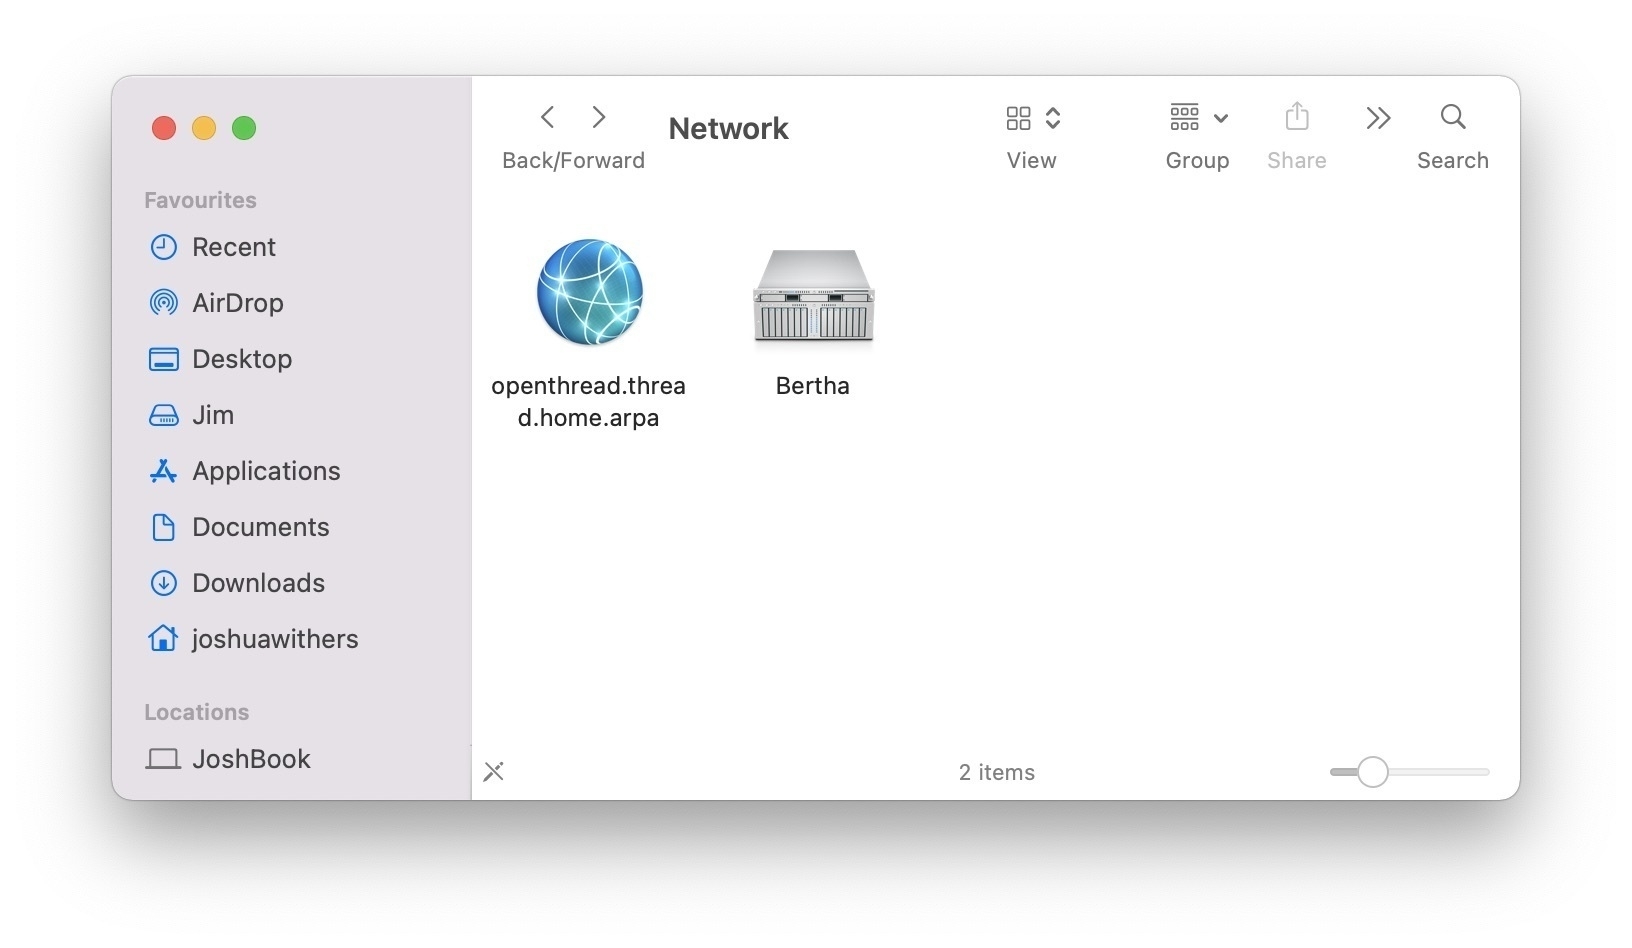 Network
Back/Forward
View
Group
Share
Search
Favourites
Recent
AirDrop
Desktop
Jim
Applications
Documents
Downloads
joshuawithers
Locations
JoshBook
openthread.threa
d.home.arpa
Bertha
2 items